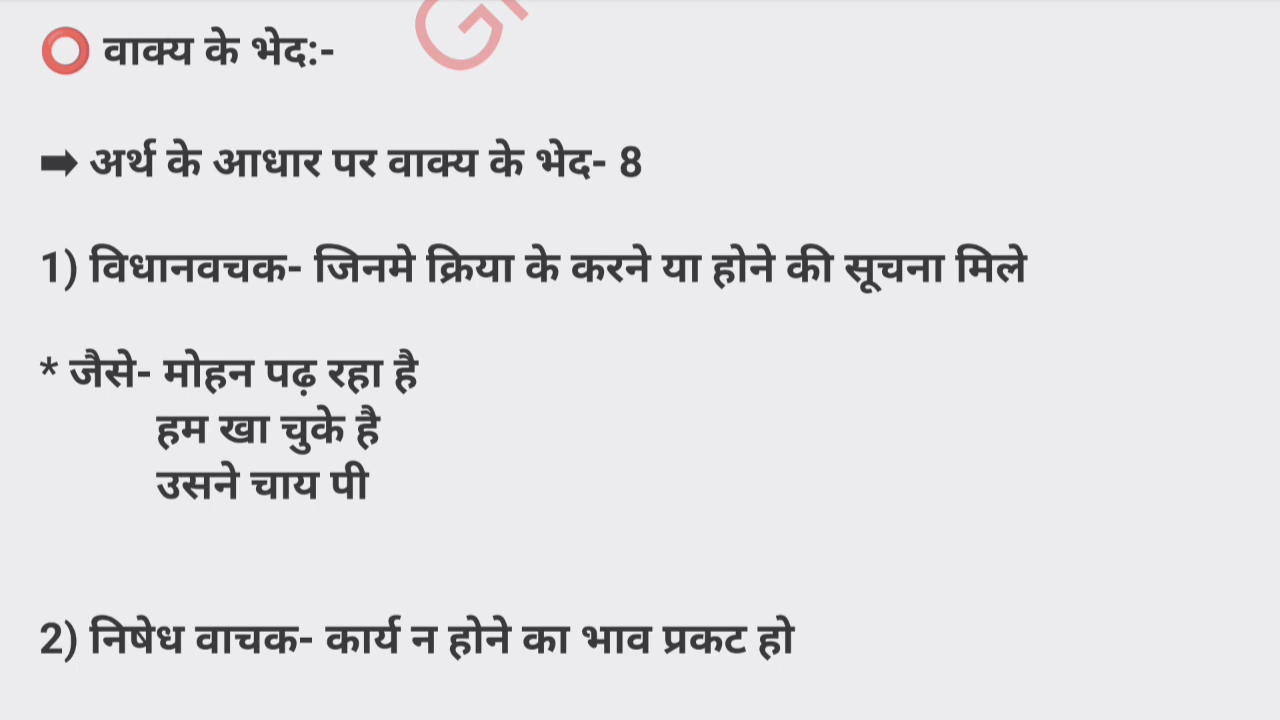 ⭕ वाक्य के भेद:-
➡ अर्थ के आधार पर वाक्य के भेद- 8
1) विधानवचक- जिनमे क्रिया के करने या होने की सूचना मिले
* जैसे- मोहन पढ़ रहा है
हम खा चुके है
उसने चाय पी
2) निषेध वाचक- कार्य न होने का भाव प्रकट हो